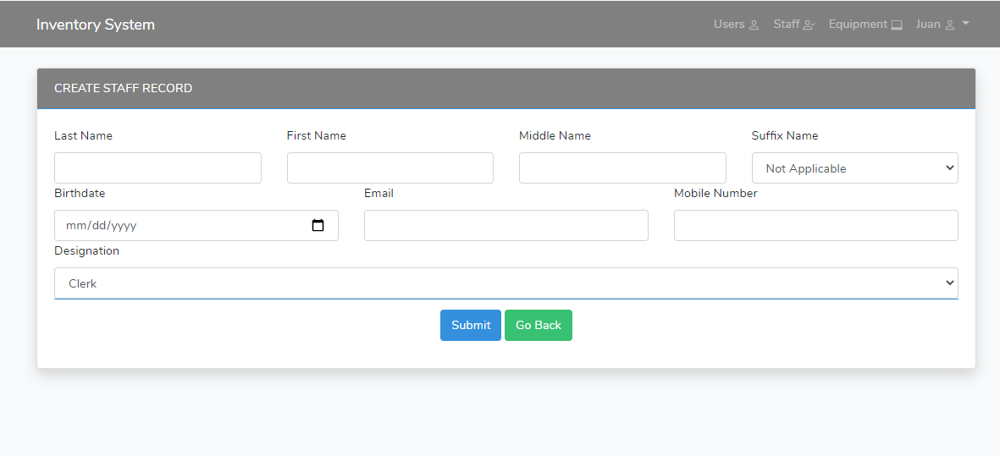 Inventory System Users Staff Equipment Juan
CREATE STAFF RECORD
Last Name First Name Middle Name Suffix Name
Not Applicable
Birthdate Email Mobile Number
mm/dd/yyyy
Designation
Clerk
Submit Go Back